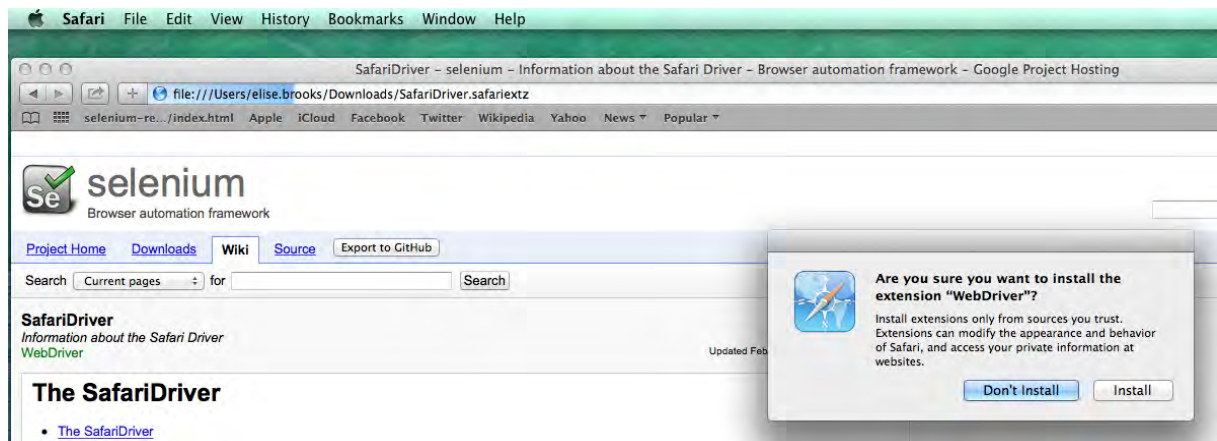 Safari File Edit View History Bookmarks Window Help
SafariDriver – selenium – Information about the Safari Driver – Browser automation framework – Google Project Hosting
file:///Users/elise.brooks/Downloads/SafariDriver.safariextz
selenium-re.../index.html Apple iCloud Facebook Twitter Wikipedia Yahoo News Popular
Se
selenium
Browser automation framework
Project Home Downloads Wiki Source Export to GitHub
Search Current pages for Search
SafariDriver
Information about the Safari Driver
WebDriver
Updated Feb
Are you sure you want to install the
extension “WebDriver”?
Install extensions only from sources you trust.
Extensions can modify the appearance and behavior
of Safari, and access your private information at
websites.
Don't Install Install
The SafariDriver
• The SafariDriver